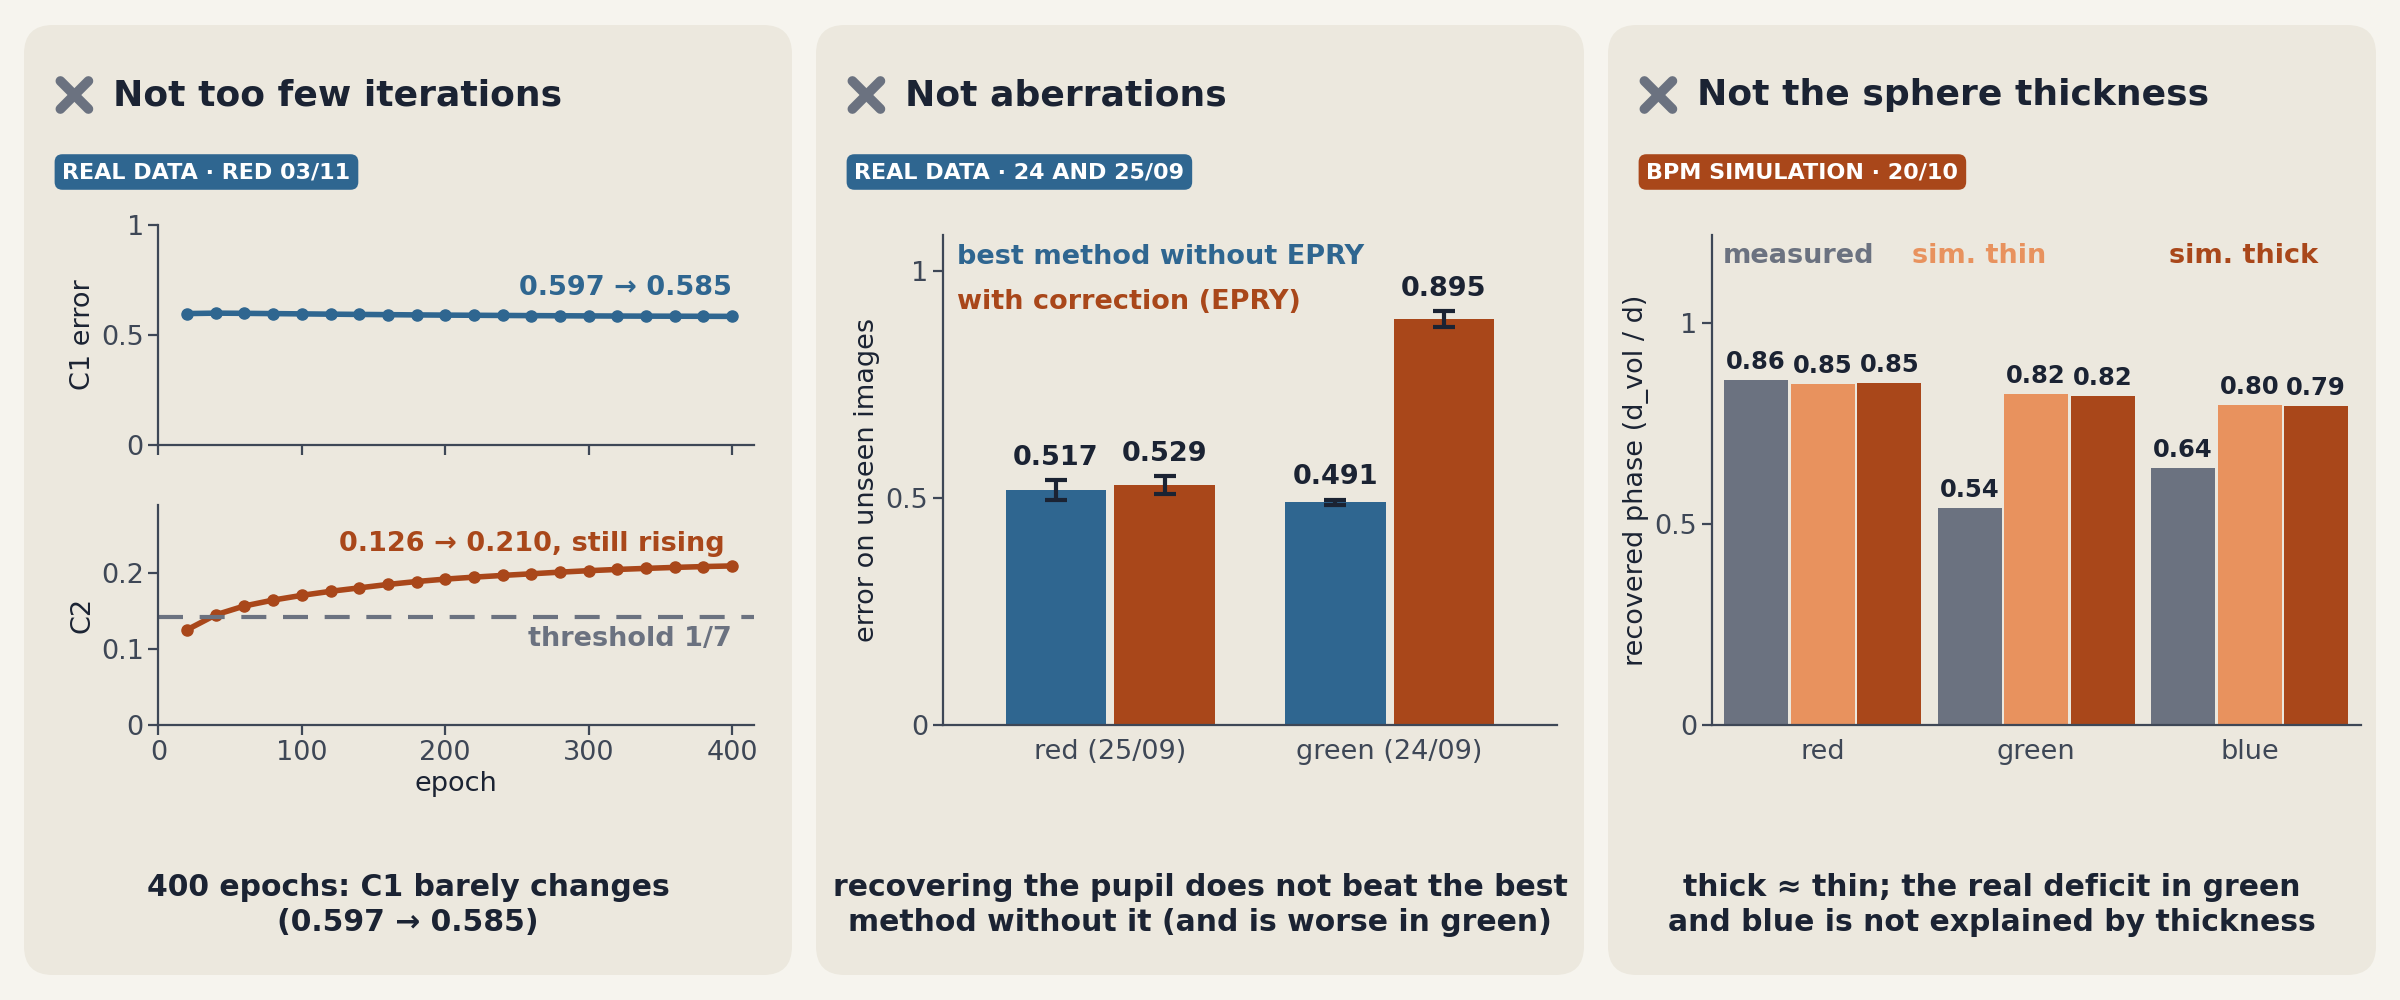 Not too few iterations
REAL DATA · RED 03/11
1
0.5
0
C1 error
0.597 → 0.585
0.2
0.1
0
C2
0.126 → 0.210, still rising
threshold 1/7
0 100 200 300 400
epoch
400 epochs: C1 barely changes
(0.597 → 0.585)
Not aberrations
REAL DATA · 24 AND 25/09
best method without EPRY
with correction (EPRY)
1
0.5
0
error on unseen images
0.517 0.529 0.491 0.895
red (25/09) green (24/09)
recovering the pupil does not beat the best
method without it (and is worse in green)
Not the sphere thickness
BPM SIMULATION · 20/10
measured sim. thin sim. thick
1
0.5
0
recovered phase (d_vol / d)
0.86 0.85 0.85 0.54 0.82 0.82 0.64 0.80 0.79
red green blue
thick ≈ thin; the real deficit in green
and blue is not explained by thickness